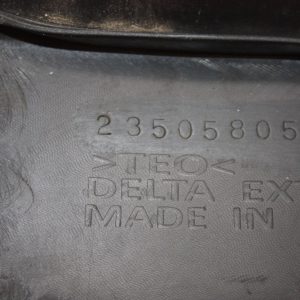 23505805
>TEO<
DELTA EXT
MADE IN